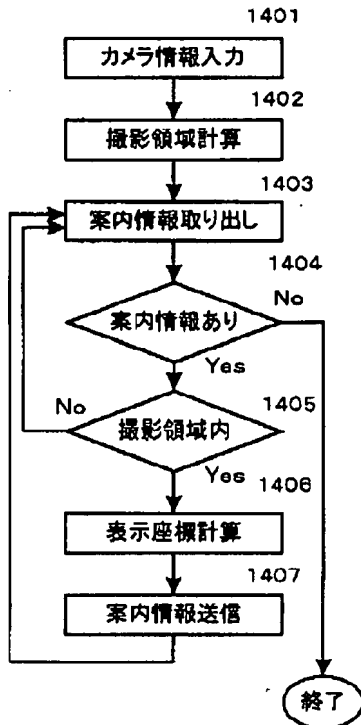 1401
カメラ情報入力
1402
撮影領域計算
1403
案内情報取り出し
1404
案内情報あり
No
Yes
No
1405
撮影領域内
Yes
1406
表示座標計算
1407
案内情報送信
終了